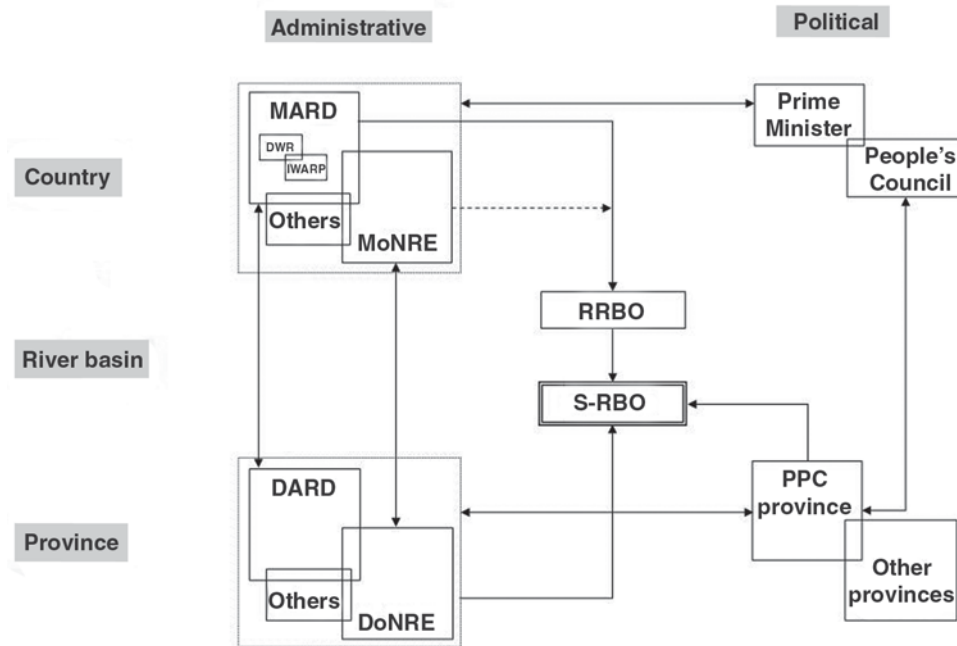 Administrative
Political
MARD
DWR
IWARP
Others
MoNRE
Prime
Minister
People's
Council
Country
RRBO
River basin
S-RBO
DARD
Others
DoNRE
PPC
province
Other
provinces
Province